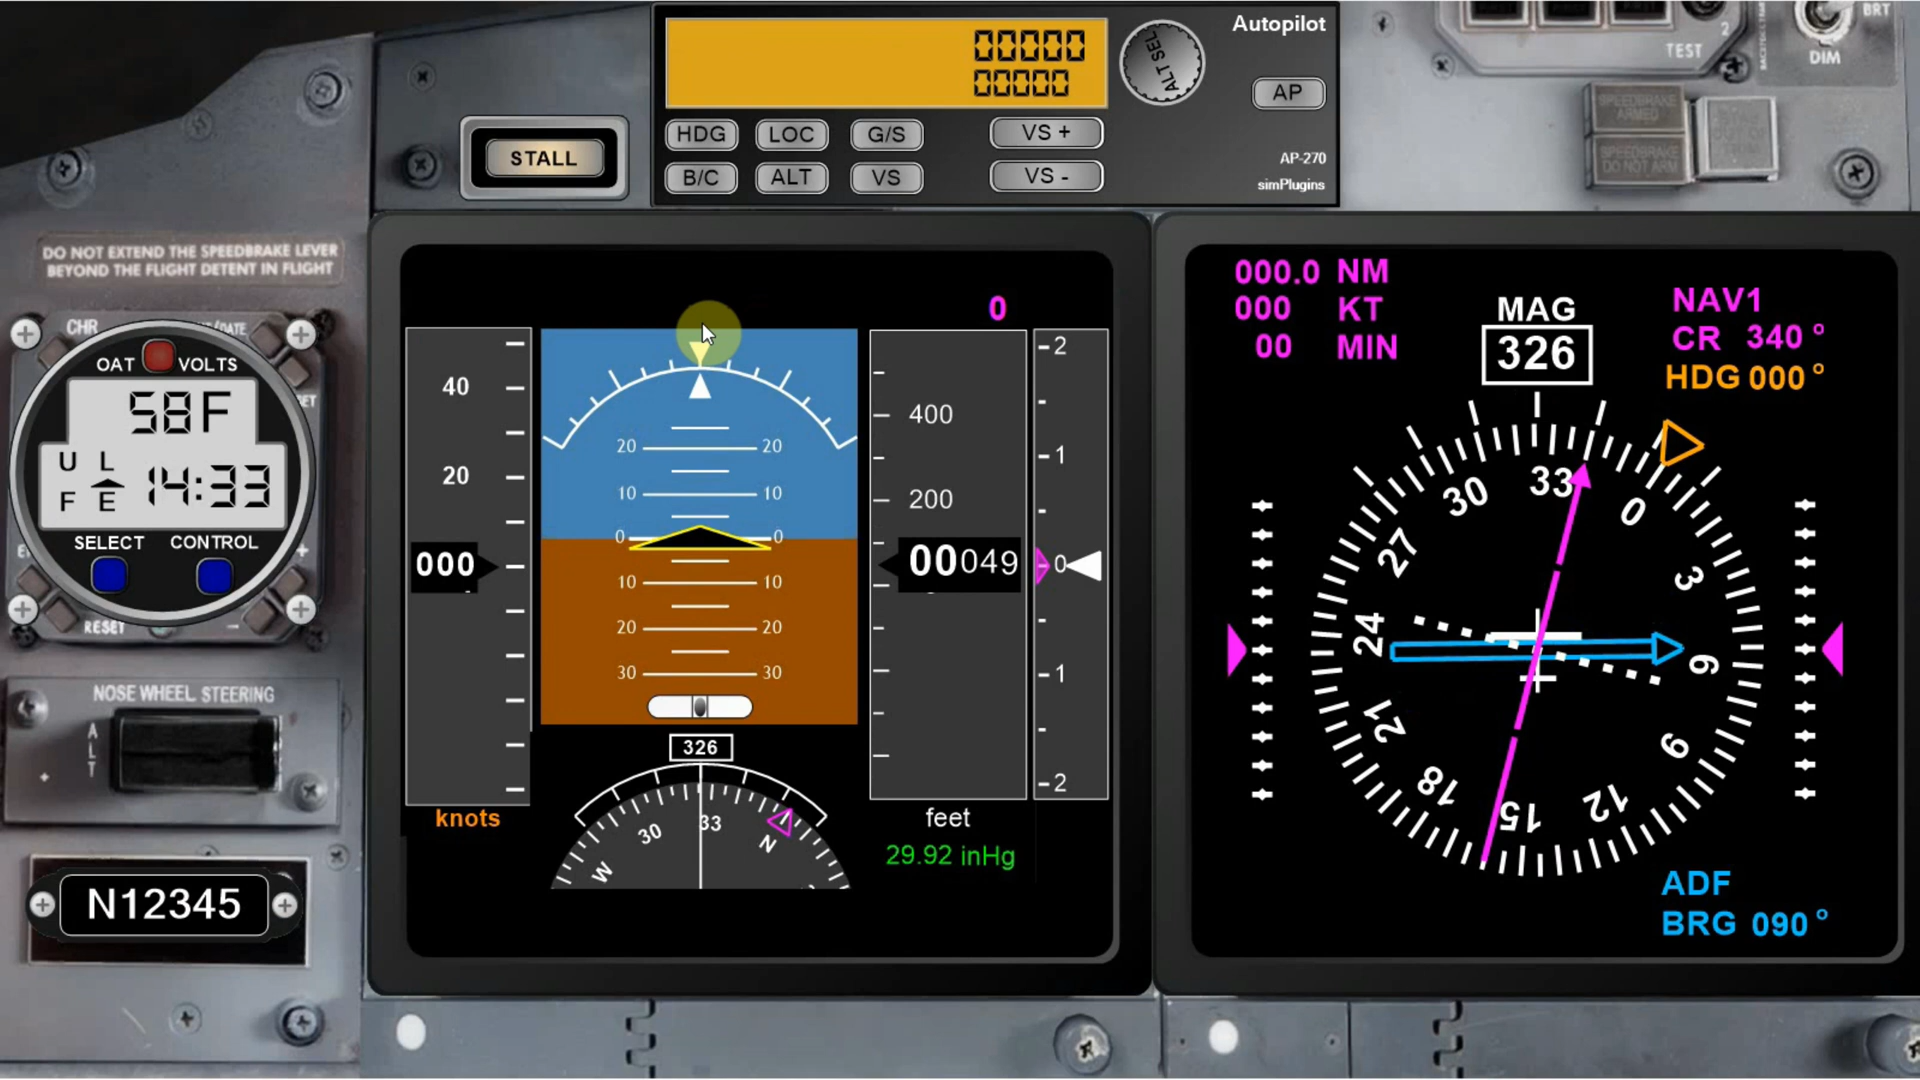 Autopilot
00000
00000
ALT SEL
AP
HDG LOC G/S VS +
B/C ALT VS VS -
AP-270
simPlugins
STALL
TEST
2
BRT
DIM
SPEEDBRAKE
ARMED
SPEEDBRAKE
DO NOT ARM
DO NOT EXTEND THE SPEEDBRAKE LEVER
BEYOND THE FLIGHT DETENT IN FLIGHT
CHR
OAT VOLTS
58F
U L
F E 14:33
SELECT CONTROL
RESET
NOSE WHEEL STEERING
ALT
N12345
40
20
000
knots
20 20
10 10
0 0
10 10
20 20
30 30
326
W 30 33 N
0
400
200
00049
feet
29.92 inHg
2
1
0
1
2
000.0 NM
000 KT
00 MIN
MAG
326
NAV1
CR 340°
HDG 000°
33 0 3 6 9 12 15 18 21 24 27 30
ADF
BRG 090°